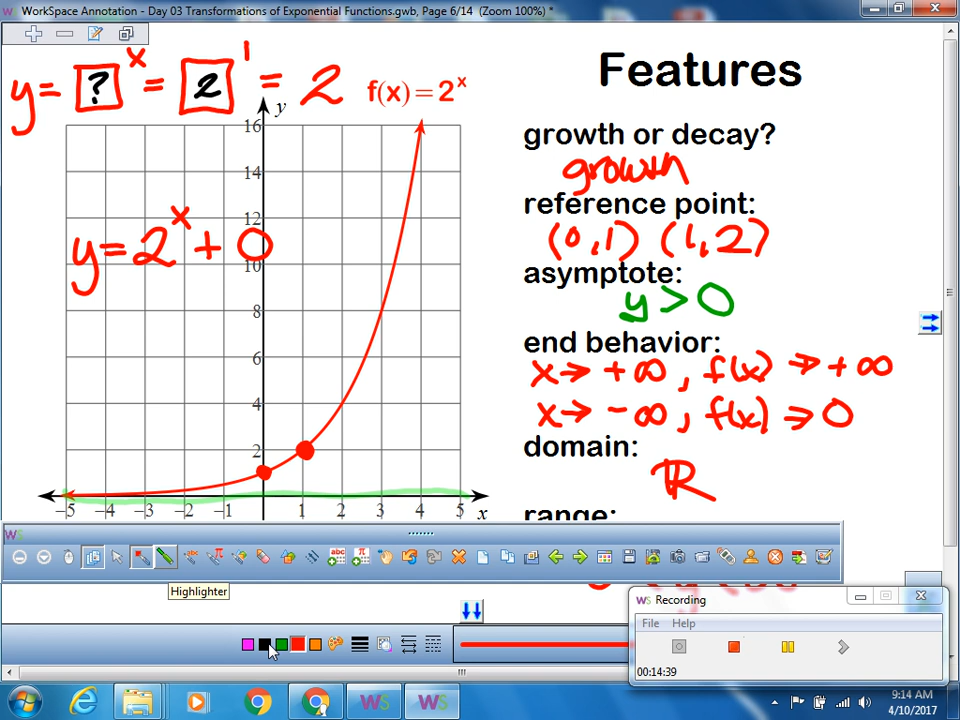 WorkSpace Annotation - Day 03 Transformations of Exponential Functions.gwb, Page 6/14 (Zoom 100%) *
y = ? x = 2 1 = 2
f(x) = 2x
Features
growth or decay?
growth
reference point:
(0,1) (1,2)
asymptote:
y > 0
end behavior:
x → +∞, f(x) → +∞
x → -∞, f(x) → 0
domain:
ℝ
range:
y
16
14
12
y = 2x + 0
10
8
6
4
2
-5 -4 -3 -2 -1 1 2 3 4 5 x
WS
abc π
Highlighter
WS Recording
File Help
00:14:39
9:14 AM
4/10/2017